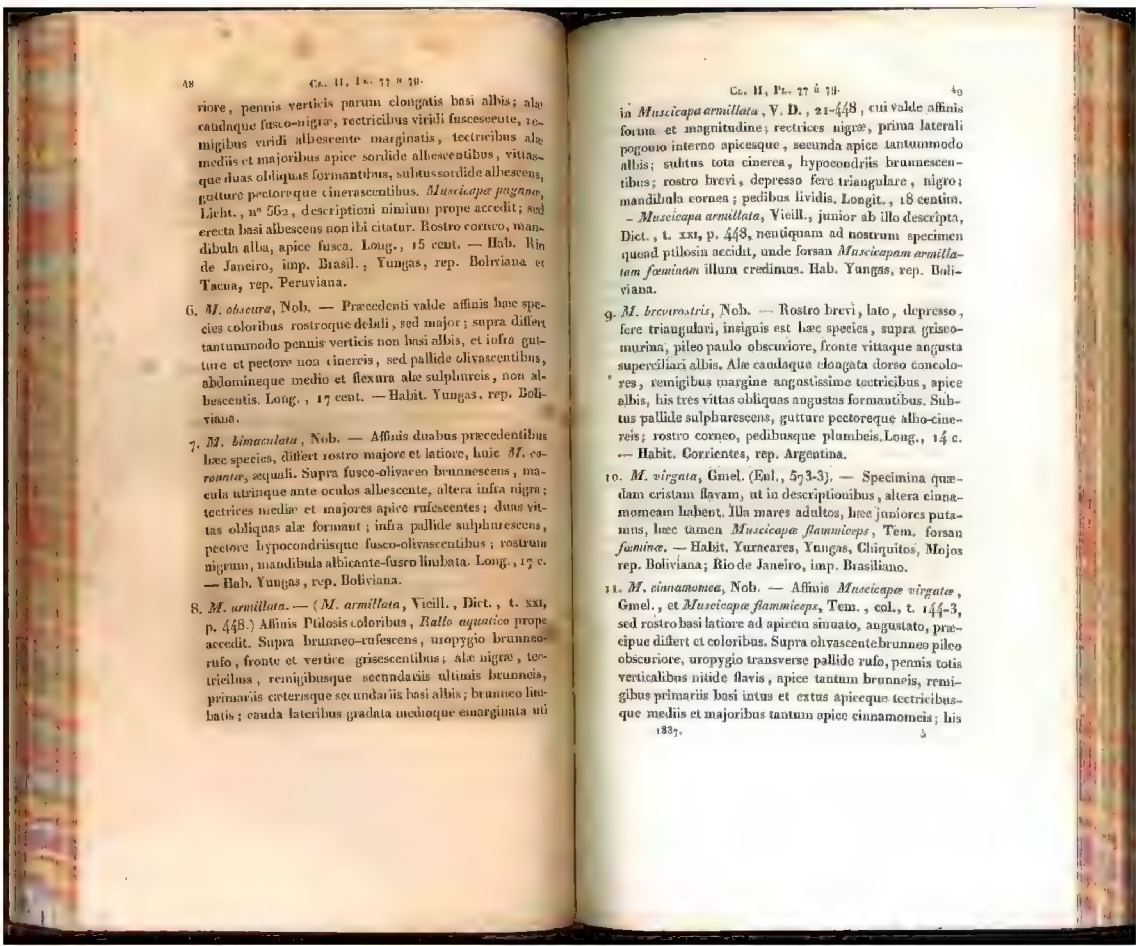 48 CL. II, PL. 77 à 79.
riore, pennis verticis parum elongatis basi albis; alæ
caudaque fusco-nigræ, rectricibus viridi fuscescente, re-
migibus viridi albescente marginatis, tectricibus alæ
mediis et majoribus apice sordide albescentibus, vittas-
que duas obliquas formantibus, subtus sordide albescens,
gutture pectoreque cinerascentibus. Muscicapæ paganæ,
Licht., nº 562, descriptioni nimium prope accedit; sed
erecta basi albescens non ibi citatur. Rostro corneo, man-
dibula alba, apice fusca. Long., 15 cent. — Hab. Rio
de Janeiro, imp. Brasil., Yungas, rep. Boliviana et
Tacua, rep. Peruviana.
6. M. obscura, Nob. — Præcedenti valde affinis hæc spe-
cies coloribus rostroque debili, sed major; supra differt
tantummodo pennis verticis non basi albis, et infra gut-
ture et pectore non cinereis, sed pallide olivascentibus,
abdomineque medio et flexura alæ sulphureis, non al-
bescentis. Long., 17 cent. — Habit. Yungas, rep. Boli-
viana.
7. M. bimaculata, Nob. — Affinis duabus præcedentibus
hæc species, differt rostro majore et latiore, huic M. co-
ronatæ, æquali. Supra fusco-olivaceo brunnescens, ma-
cula utrinque ante oculos albescente, altera infra nigra;
tectrices mediæ et majores apice rufescentes; duas vit-
tas obliquas alæ formant; infra pallide sulphurescens,
pectore hypocondriisque fusco-olivascentibus; rostrum
nigrum, mandibula albicante-fusco limbata. Long., 17 c.
— Hab. Yungas, rep. Boliviana.
8. M. armillata. — (M. armillata, Vieill., Dict., t. XXI,
p. 448.) Affinis Ptilosis coloribus, Rallo aquatico prope
accedit. Supra brunneo-rufescens, uropygio brunneo-
rufo, fronte et vertice grisescentibus; alæ nigræ, tec-
tricibus, remigibusque secundariis ultimis brunneis,
primariis cæterisque secundariis basi albis; brunneo lim-
batis; cauda lateribus gradata medioque emarginata uti
CL. II, PL. 77 à 79. 49
in Muscicapa armillata, V. D., 21-448, cui valde affinis
forma et magnitudine; rectrices nigræ, prima laterali
pogonio interno apicesque, secunda apice tantummodo
albis; subtus tota cinerea, hypocondriis brunnescen-
tibus; rostro brevi, depresso fere triangulare, nigro;
mandibula cornea; pedibus lividis. Longit., 18 centim.
– Muscicapa armillata, Vieill., junior ab illo descripta,
Dict., t. XXI, p. 448, neutiquam ad nostrum specimen
quoad ptilosin accidit, unde forsan Muscicapam armilla-
tam fœminam illum credimus. Hab. Yungas, rep. Boli-
viana.
9. M. brevirostris, Nob. — Rostro brevi, lato, depresso,
fere triangulari, insignis est hæc species, supra griseo-
murina, pileo paulo obscuriore, fronte vittaque angusta
superciliari albis. Alæ caudaque elongata dorso concolo-
res, remigibus margine angustissime tectricibus, apice
albis, his tres vittas obliquas angustas formantibus. Sub-
tus pallide sulphurescens, gutture pectoreque albo-cine-
reis; rostro corneo, pedibusque plumbeis. Long., 14 c.
— Habit. Corrientes, rep. Argentina.
10. M. virgata, Gmel. (Enl., 573-3). — Specimina quæ-
dam cristam flavam, ut in descriptionibus, altera cinna-
momeam habent. Illa mares adultos, hæc juniores puta-
mus, hæc tamen Muscicapæ flammiceps, Tem. forsan
fœminæ. — Habit. Yuracares, Yungas, Chiquitos, Mojos
rep. Boliviana; Rio de Janeiro, imp. Brasiliano.
11. M. cinnamomea, Nob. — Affinis Muscicapæ virgatæ,
Gmel., et Muscicapæ flammiceps, Tem., col., t. 144-3,
sed rostro basi latiore ad apicem sinuato, angustato, præ-
cipue differt et coloribus. Supra olivascente brunneo pileo
obscuriore, uropygio transverse pallide rufo, pennis totis
verticalibus nitide flavis, apice tantum brunneis, remi-
gibus primariis basi intus et extus apiceque tectricibus-
que mediis et majoribus tantum apice cinnamomeis; his
1837.